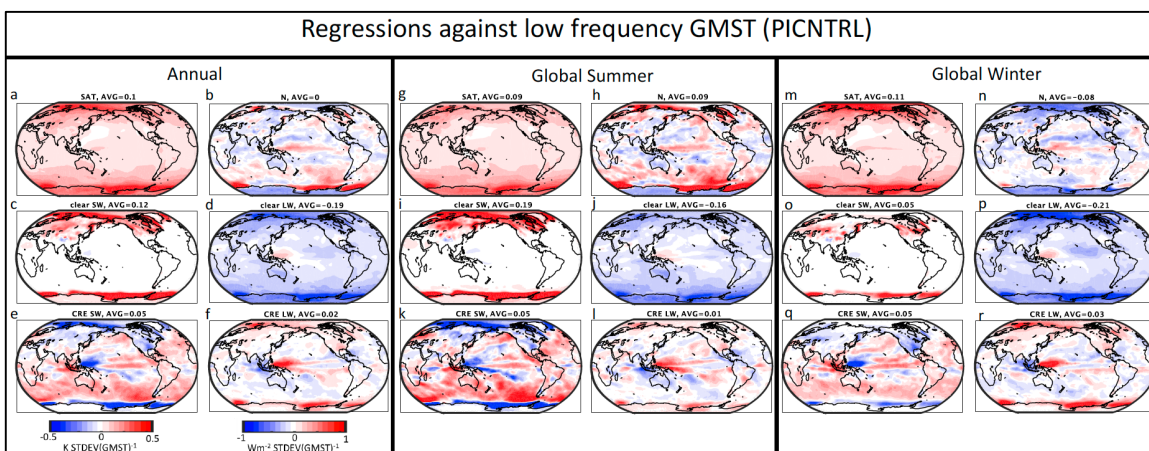 Regressions against low frequency GMST (PICNTRL)
Annual
Global Summer
Global Winter
a
SAT, AVG=0.1
b
N, AVG=0
g
SAT, AVG=0.09
h
N, AVG=0.09
m
SAT, AVG=0.11
n
N, AVG=−0.08
c
clear SW, AVG=0.12
d
clear LW, AVG=−0.19
i
clear SW, AVG=0.19
j
clear LW, AVG=−0.16
o
clear SW, AVG=0.05
p
clear LW, AVG=−0.21
e
CRE SW, AVG=0.05
f
CRE LW, AVG=0.02
k
CRE SW, AVG=0.05
l
CRE LW, AVG=0.01
q
CRE SW, AVG=0.05
r
CRE LW, AVG=0.03
-0.5 0 0.5
K STDEV(GMST)⁻¹
-1 0 1
Wm⁻² STDEV(GMST)⁻¹